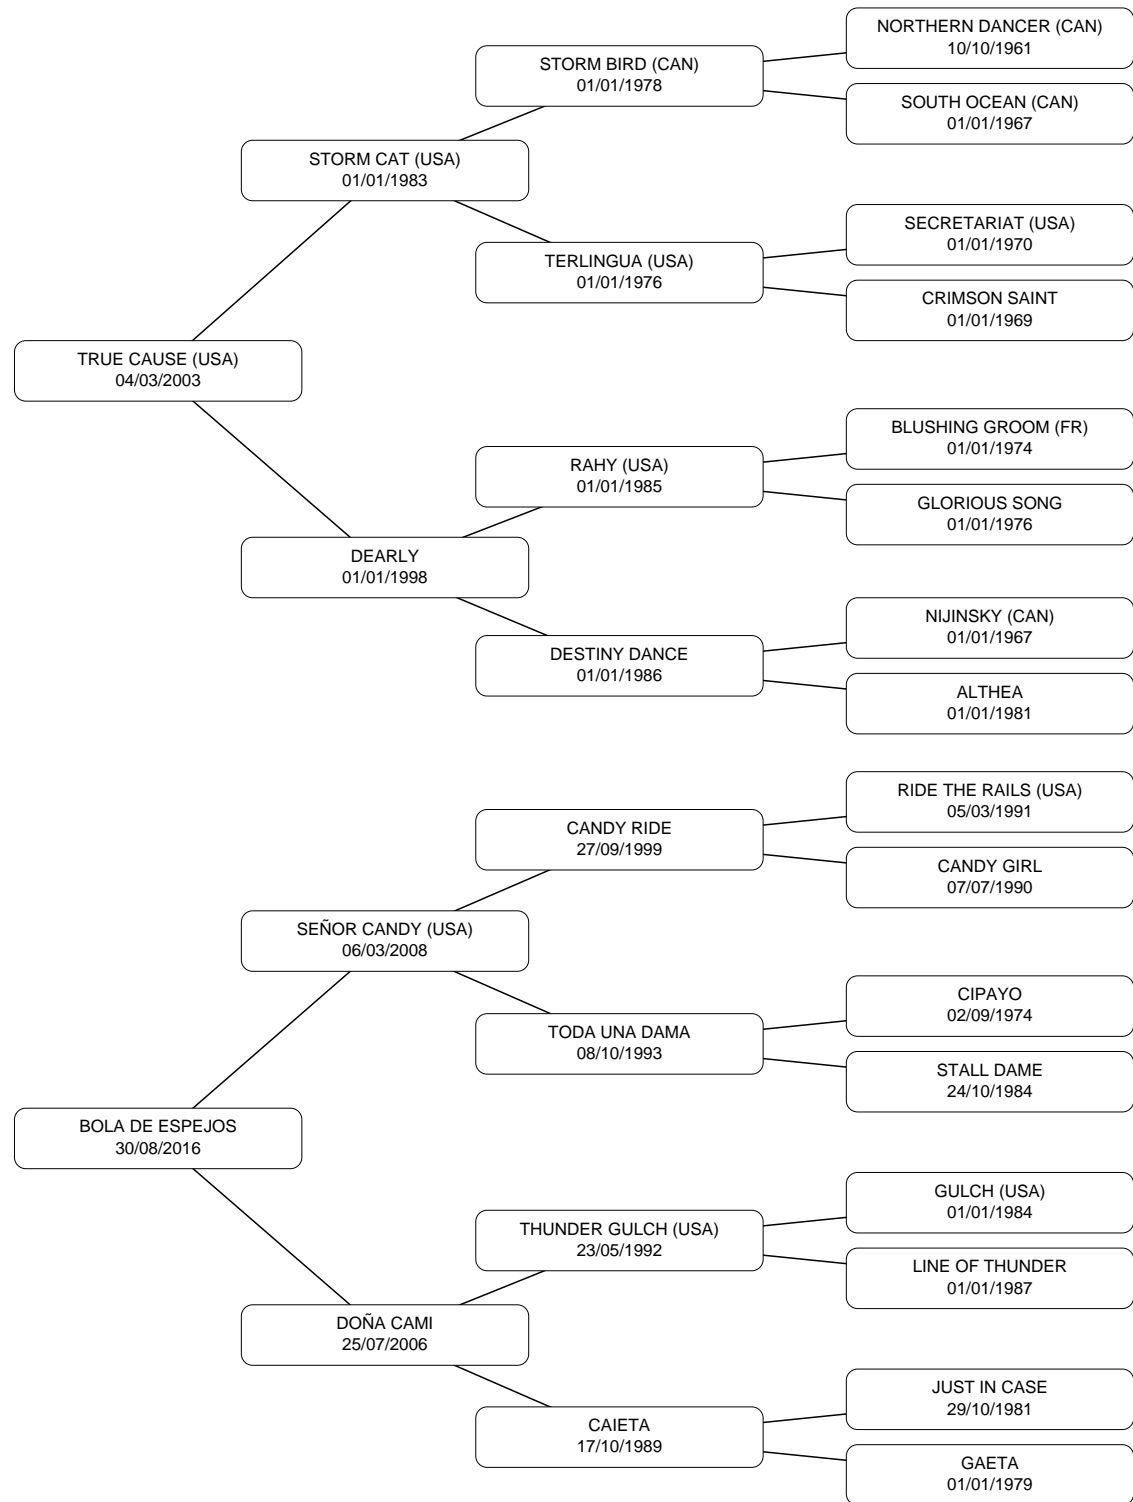 NORTHERN DANCER (CAN)
10/10/1961
STORM BIRD (CAN)
01/01/1978
SOUTH OCEAN (CAN)
01/01/1967
STORM CAT (USA)
01/01/1983
SECRETARIAT (USA)
01/01/1970
TERLINGUA (USA)
01/01/1976
CRIMSON SAINT
01/01/1969
TRUE CAUSE (USA)
04/03/2003
BLUSHING GROOM (FR)
01/01/1974
RAHY (USA)
01/01/1985
GLORIOUS SONG
01/01/1976
DEARLY
01/01/1998
NIJINSKY (CAN)
01/01/1967
DESTINY DANCE
01/01/1986
ALTHEA
01/01/1981
RIDE THE RAILS (USA)
05/03/1991
CANDY RIDE
27/09/1999
CANDY GIRL
07/07/1990
SEÑOR CANDY (USA)
06/03/2008
CIPAYO
02/09/1974
TODA UNA DAMA
08/10/1993
STALL DAME
24/10/1984
BOLA DE ESPEJOS
30/08/2016
GULCH (USA)
01/01/1984
THUNDER GULCH (USA)
23/05/1992
LINE OF THUNDER
01/01/1987
DOÑA CAMI
25/07/2006
JUST IN CASE
29/10/1981
CAIETA
17/10/1989
GAETA
01/01/1979